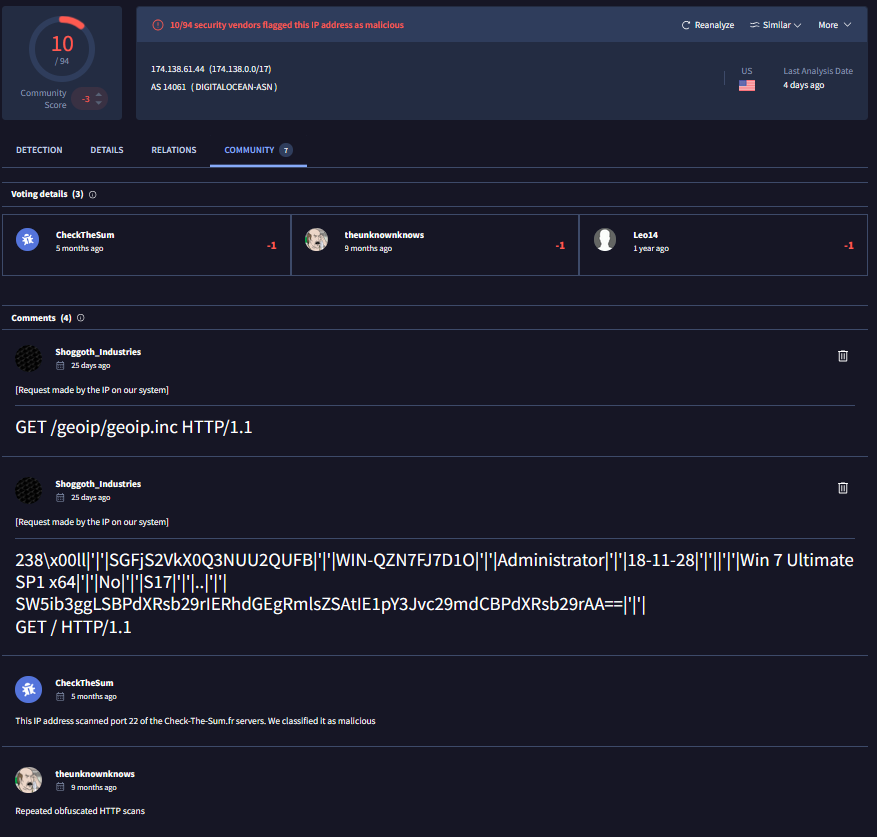 10
/ 94
Community
Score
-3
10/94 security vendors flagged this IP address as malicious
Reanalyze
Similar
More
174.138.61.44 (174.138.0.0/17)
AS 14061 ( DIGITALOCEAN-ASN )
US
Last Analysis Date
4 days ago
DETECTION
DETAILS
RELATIONS
COMMUNITY 7
Voting details (3)
CheckTheSum
5 months ago
-1
theunknownknows
9 months ago
-1
Leo14
1 year ago
-1
Comments (4)
Shoggoth_Industries
25 days ago
[Request made by the IP on our system]
GET /geoip/geoip.inc HTTP/1.1
Shoggoth_Industries
25 days ago
[Request made by the IP on our system]
238\x00ll|'|'|SGFjS2VkX0Q3NUU2QUFB|'|'|WIN-QZN7FJ7D1O|'|'|Administrator|'|'|18-11-28|'|'||'|'|Win 7 Ultimate
SP1 x64|'|'|No|'|'|S17|'|'|..|'|'|
SW5ib3ggLSBPdXRsb29rIERhdGEgRmlsZSAtIE1pY3Jvc29mdCBPdXRsb29rAA==|'|'|
GET / HTTP/1.1
CheckTheSum
5 months ago
This IP address scanned port 22 of the Check-The-Sum.fr servers. We classified it as malicious
theunknownknows
9 months ago
Repeated obfuscated HTTP scans